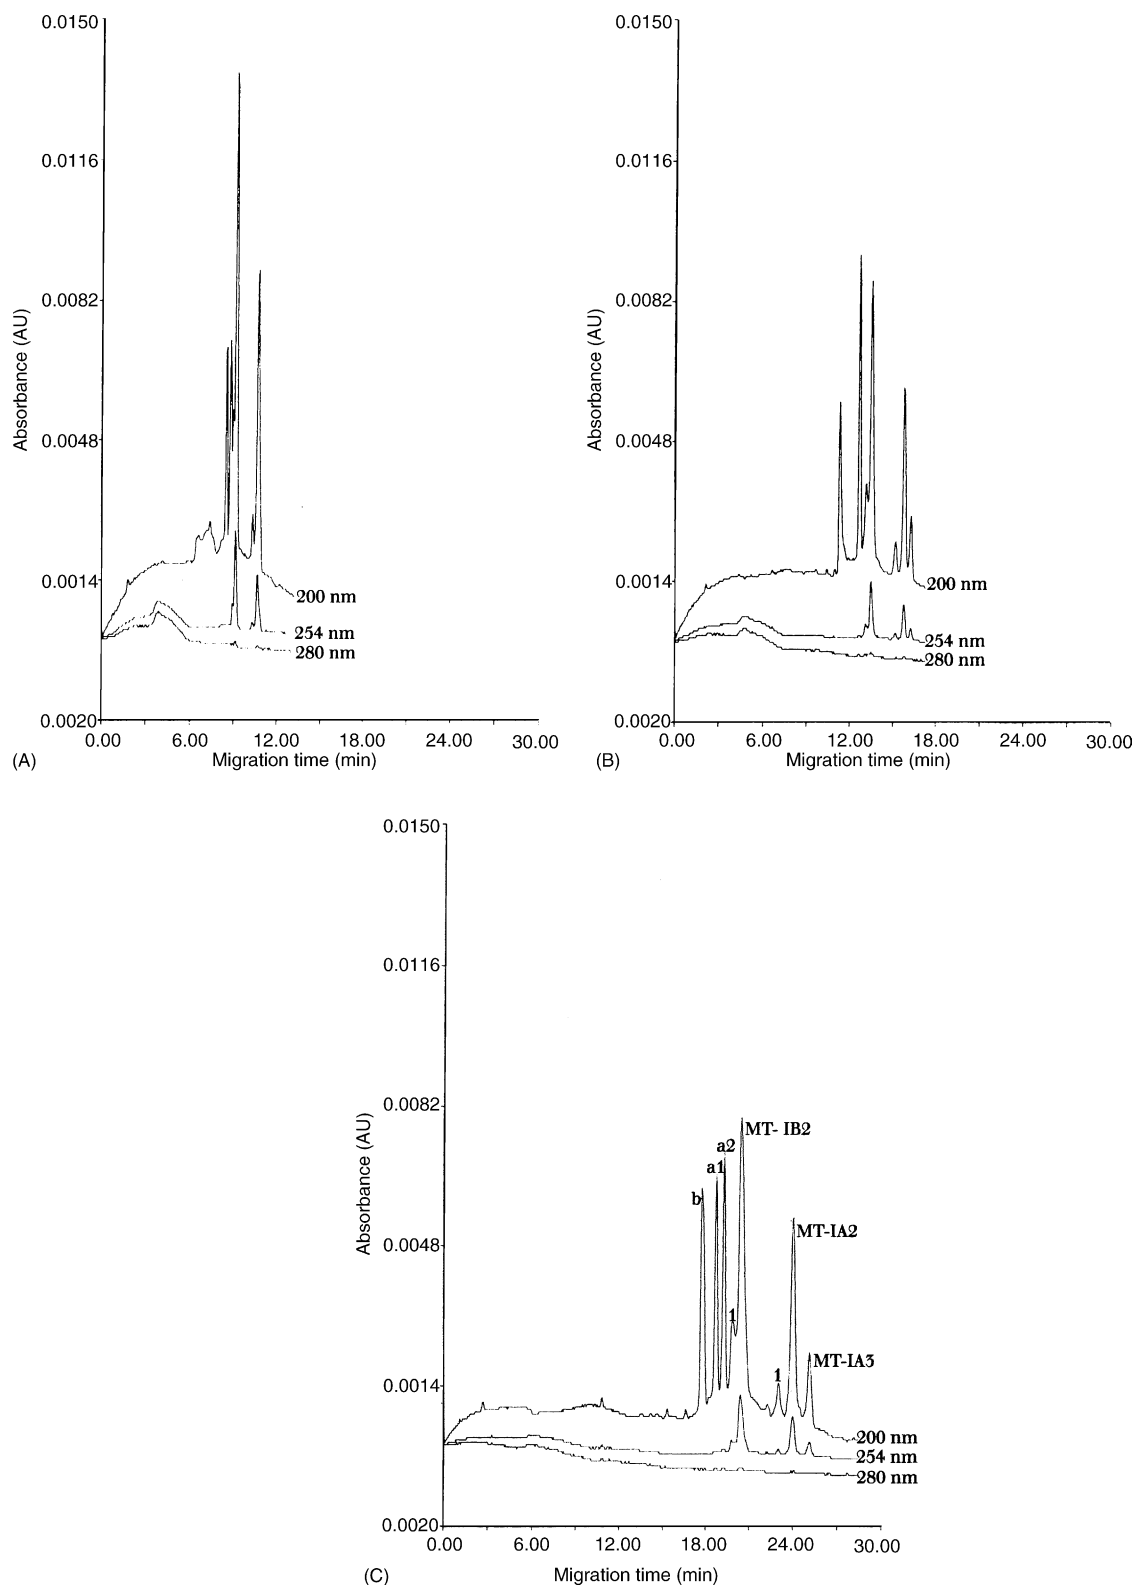 0.0150
0.0116
0.0082
0.0048
0.0014
0.0020
Absorbance (AU)
200 nm
254 nm
280 nm
0.00 6.00 12.00 18.00 24.00 30.00
(A) Migration time (min)
0.0150
0.0116
0.0082
0.0048
0.0014
0.0020
Absorbance (AU)
200 nm
254 nm
280 nm
0.00 6.00 12.00 18.00 24.00 30.00
(B) Migration time (min)
0.0150
0.0116
0.0082
0.0048
0.0014
0.0020
Absorbance (AU)
MT- IB2
a2
a1
b
MT-IA2
1
MT-IA3
1
200 nm
254 nm
280 nm
0.00 6.00 12.00 18.00 24.00 30.00
(C) Migration time (min)